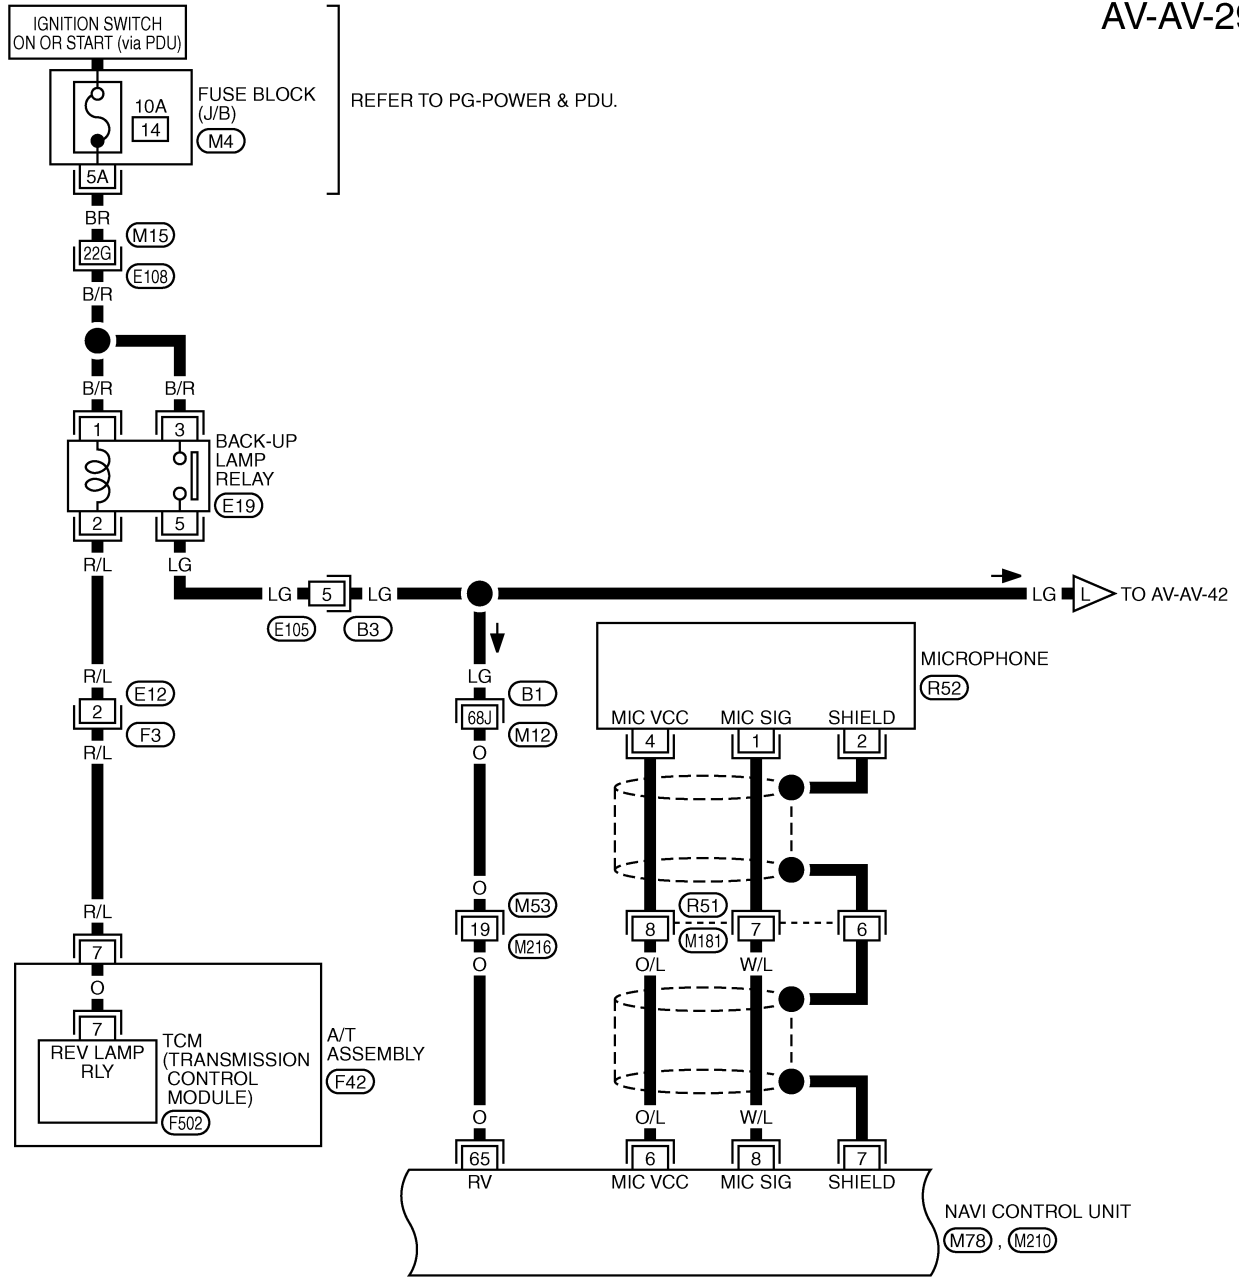 AV-AV-29
IGNITION SWITCH
ON OR START (via PDU)
10A
14
FUSE BLOCK
(J/B)
M4
REFER TO PG-POWER & PDU.
5A
BR
M15
22G
E108
B/R
B/R
B/R
1
3
BACK-UP
LAMP
RELAY
E19
2
5
R/L
LG
LG
5
LG
LG
L
TO AV-AV-42
E105
B3
R/L
E12
2
F3
R/L
LG
B1
68J
M12
O
MICROPHONE
R52
MIC VCC
MIC SIG
SHIELD
4
1
2
O
M53
19
M216
O
R51
8
7
6
M181
O/L
W/L
R/L
7
O
7
REV LAMP
RLY
TCM
(TRANSMISSION
CONTROL
MODULE)
F502
A/T
ASSEMBLY
F42
O
O/L
W/L
65
6
8
7
RV
MIC VCC
MIC SIG
SHIELD
NAVI CONTROL UNIT
M78 , M210